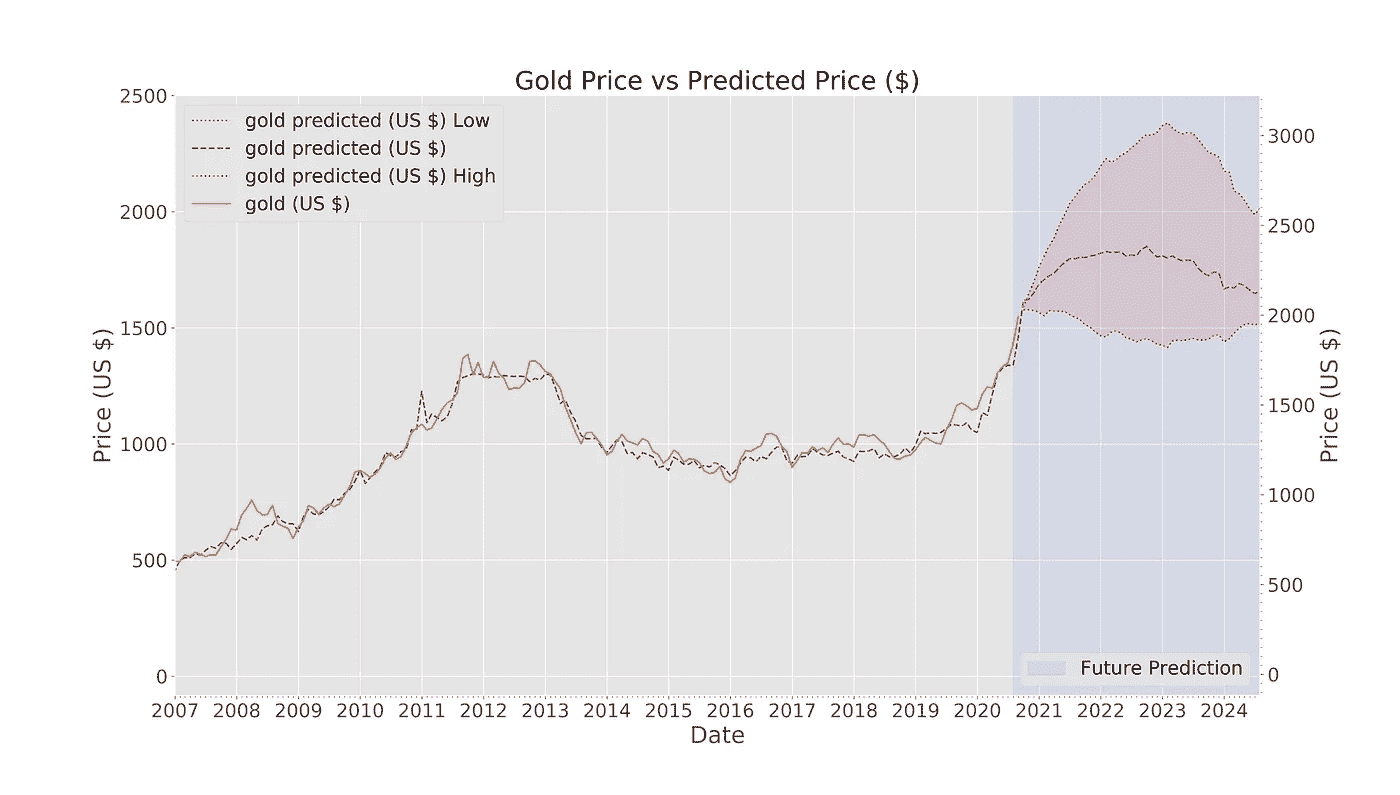 Gold Price vs Predicted Price ($)
gold predicted (US $) Low
gold predicted (US $)
gold predicted (US $) High
gold (US $)
2500
2000
1500
1000
500
0
Price (US $)
3000
2500
2000
1500
1000
500
0
Price (US $)
Future Prediction
2007 2008 2009 2010 2011 2012 2013 2014 2015 2016 2017 2018 2019 2020 2021 2022 2023 2024
Date